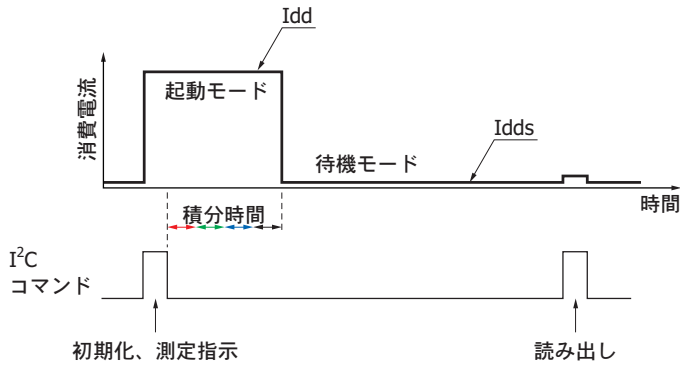 Idd
消費電流
起動モード
Idds
待機モード
時間
積分時間
I²C
コマンド
初期化、測定指示
読み出し